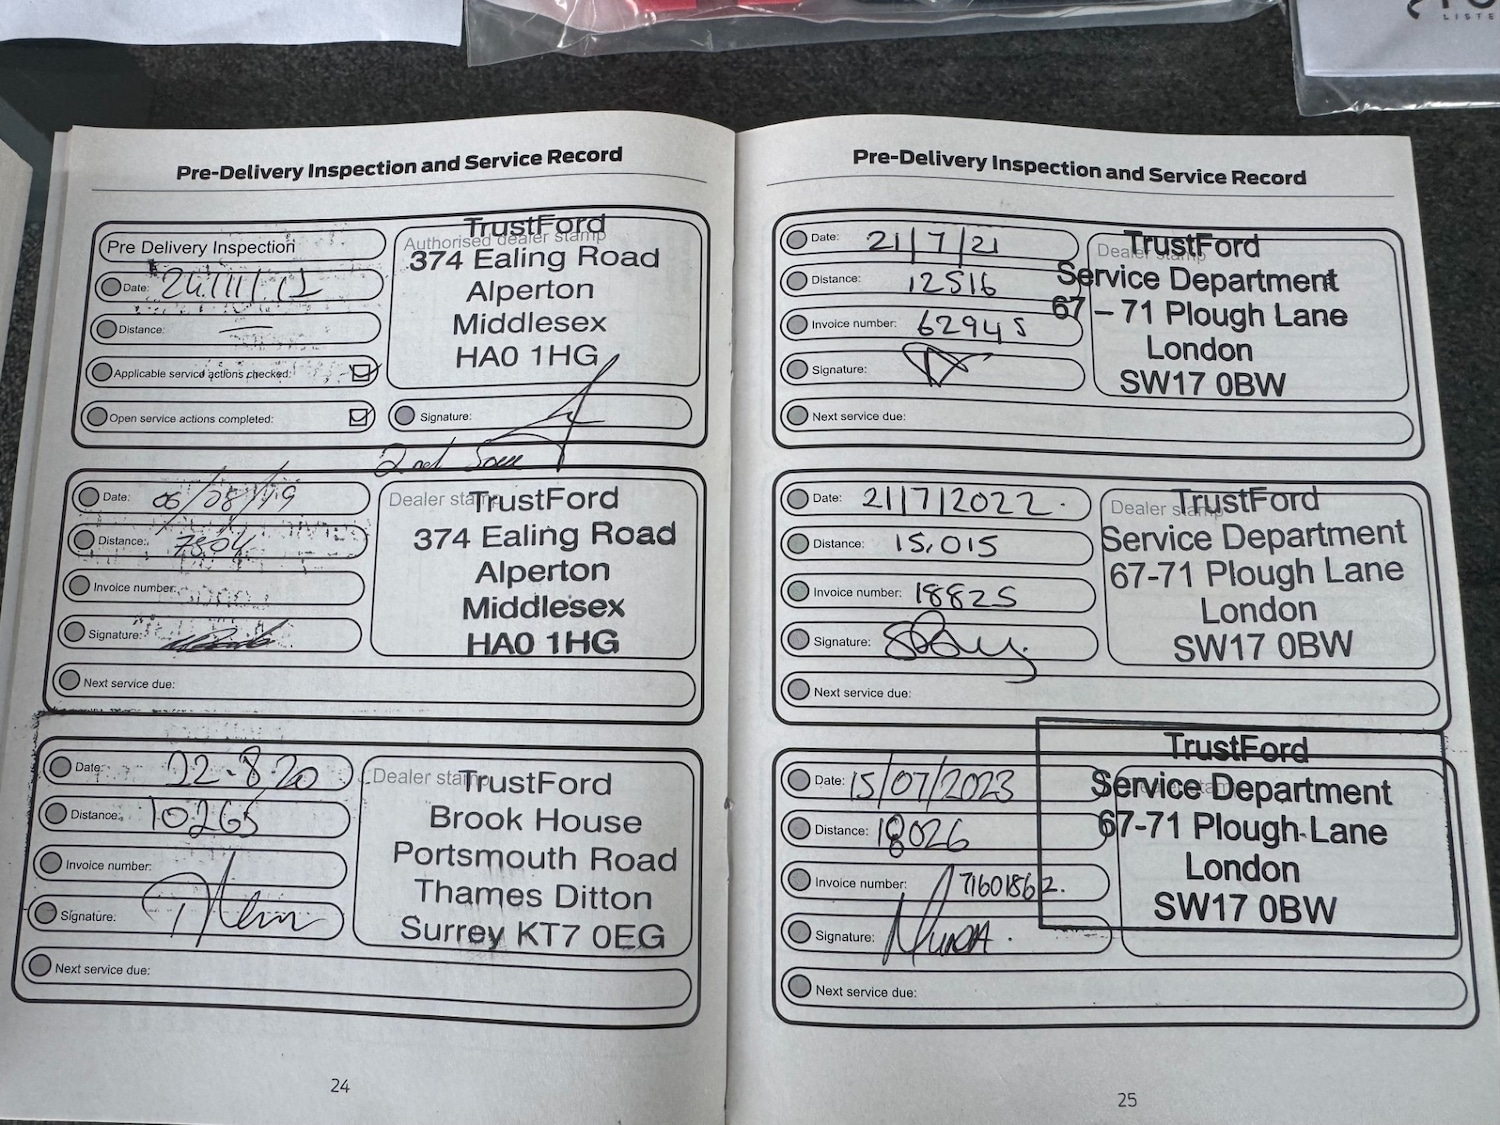 LISTE
Pre-Delivery Inspection and Service Record
Pre Delivery Inspection
Date:
Distance: —
Applicable service actions checked:
Open service actions completed:
Authorised dealer stamp
TrustFord
374 Ealing Road
Alperton
Middlesex
HA0 1HG
Signature:
2nd
Date: 06/08/19
Distance: 7504
Invoice number:
Signature:
Next service due:
Dealer stamp
TrustFord
374 Ealing Road
Alperton
Middlesex
HA0 1HG
Date: 22-8-20
Distance: 10265
Invoice number:
Signature:
Next service due:
Dealer stamp
TrustFord
Brook House
Portsmouth Road
Thames Ditton
Surrey KT7 0EG
24
Pre-Delivery Inspection and Service Record
Date: 21/7/21
Distance: 12516
Invoice number: 62945
Signature:
Next service due:
Dealer stamp
TrustFord
Service Department
67 – 71 Plough Lane
London
SW17 0BW
Date: 21/7/2022.
Distance: 15,015
Invoice number: 18825
Signature:
Next service due:
Dealer stamp
TrustFord
Service Department
67-71 Plough Lane
London
SW17 0BW
Date: 15/07/2023
Distance: 18026
Invoice number: 71601862.
Signature:
Next service due:
TrustFord
Service Department
67-71 Plough Lane
London
SW17 0BW
25